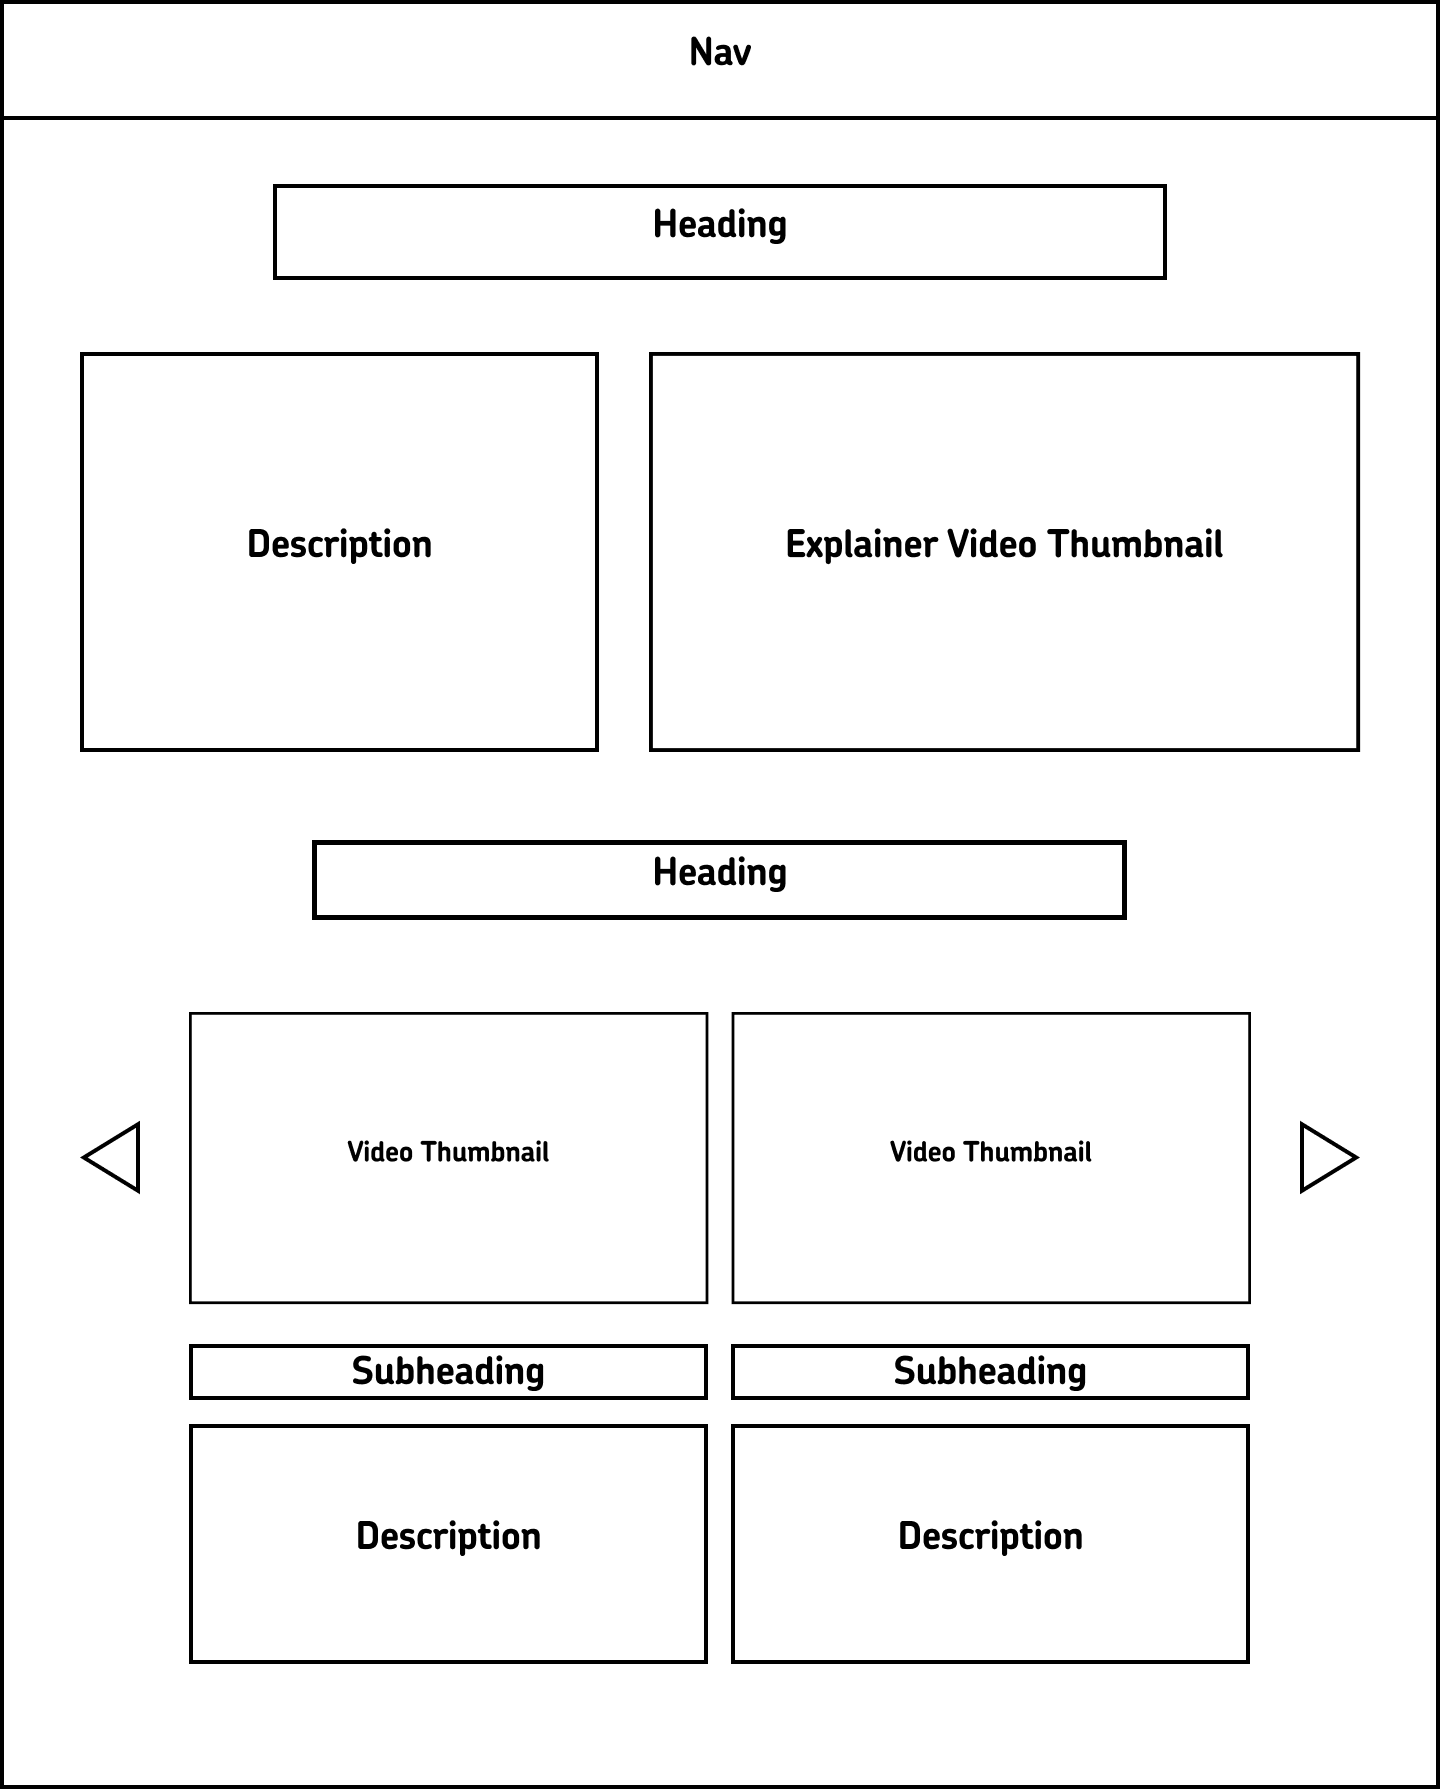 Nav
Heading
Description
Explainer Video Thumbnail
Heading
Video Thumbnail
Video Thumbnail
Subheading
Subheading
Description
Description